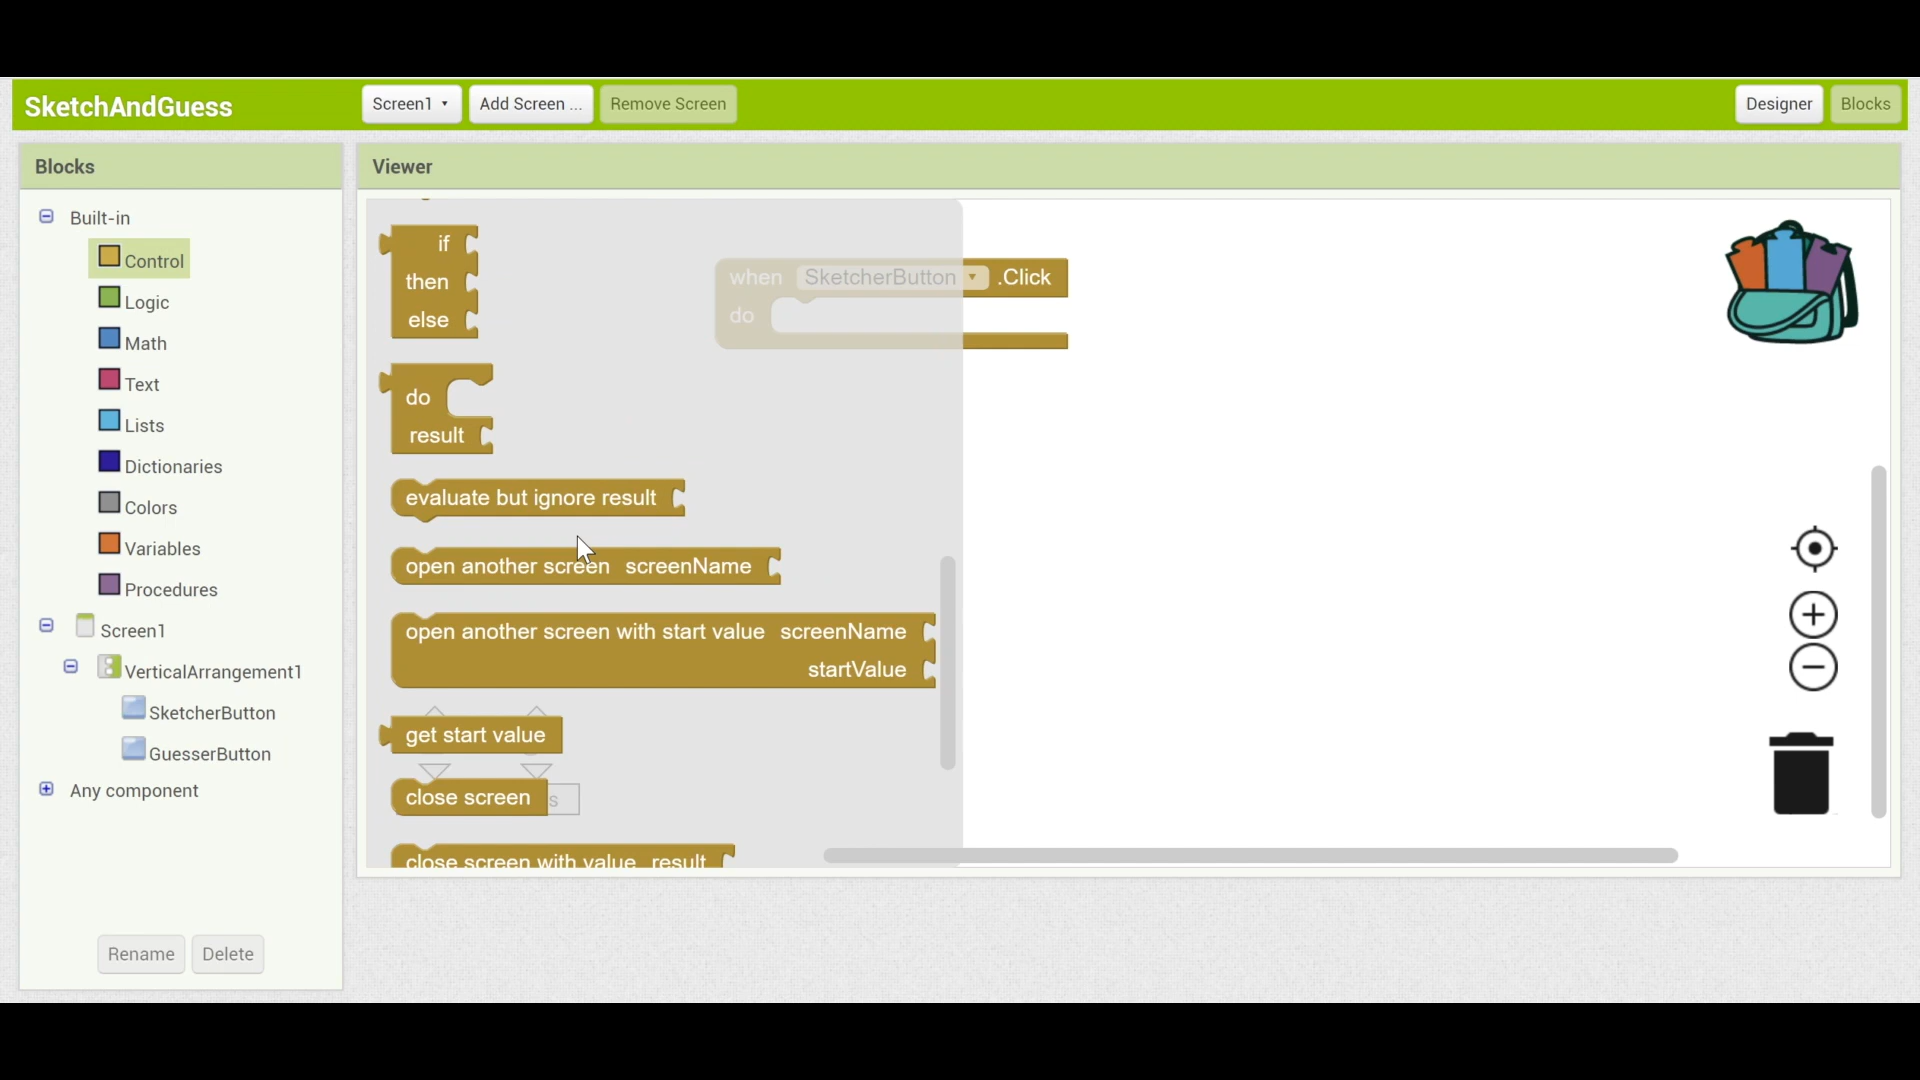 SketchAndGuess
Screen1
Add Screen ...
Remove Screen
Designer
Blocks
Blocks
Viewer
Built-in
Control
Logic
Math
Text
Lists
Dictionaries
Colors
Variables
Procedures
Screen1
VerticalArrangement1
SketcherButton
GuesserButton
Any component
Rename
Delete
if
then
else
do
result
evaluate but ignore result
open another screen screenName
open another screen with start value screenName
startValue
get start value
close screen
s
close screen with value result
when SketcherButton .Click
do